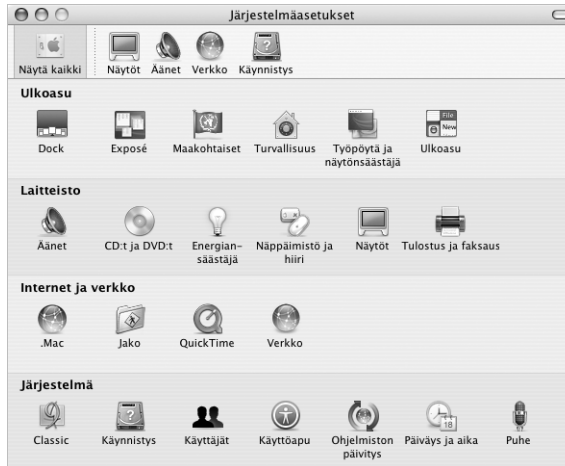 Järjestelmäasetukset
Näytä kaikki Näytöt Äänet Verkko Käynnistys
Ulkoasu
File
New
Dock Exposé Maakohtaiset Turvallisuus Työpöytä ja Ulkoasu
näytönsäästäjä
Laitteisto
Äänet CD:t ja DVD:t Energian- Näppäimistö ja Näytöt Tulostus ja faksaus
säästäjä hiiri
Internet ja verkko
.Mac Jako QuickTime Verkko
Järjestelmä
18
Classic Käynnistys Käyttäjät Käyttöapu Ohjelmiston Päiväys ja aika Puhe
päivitys